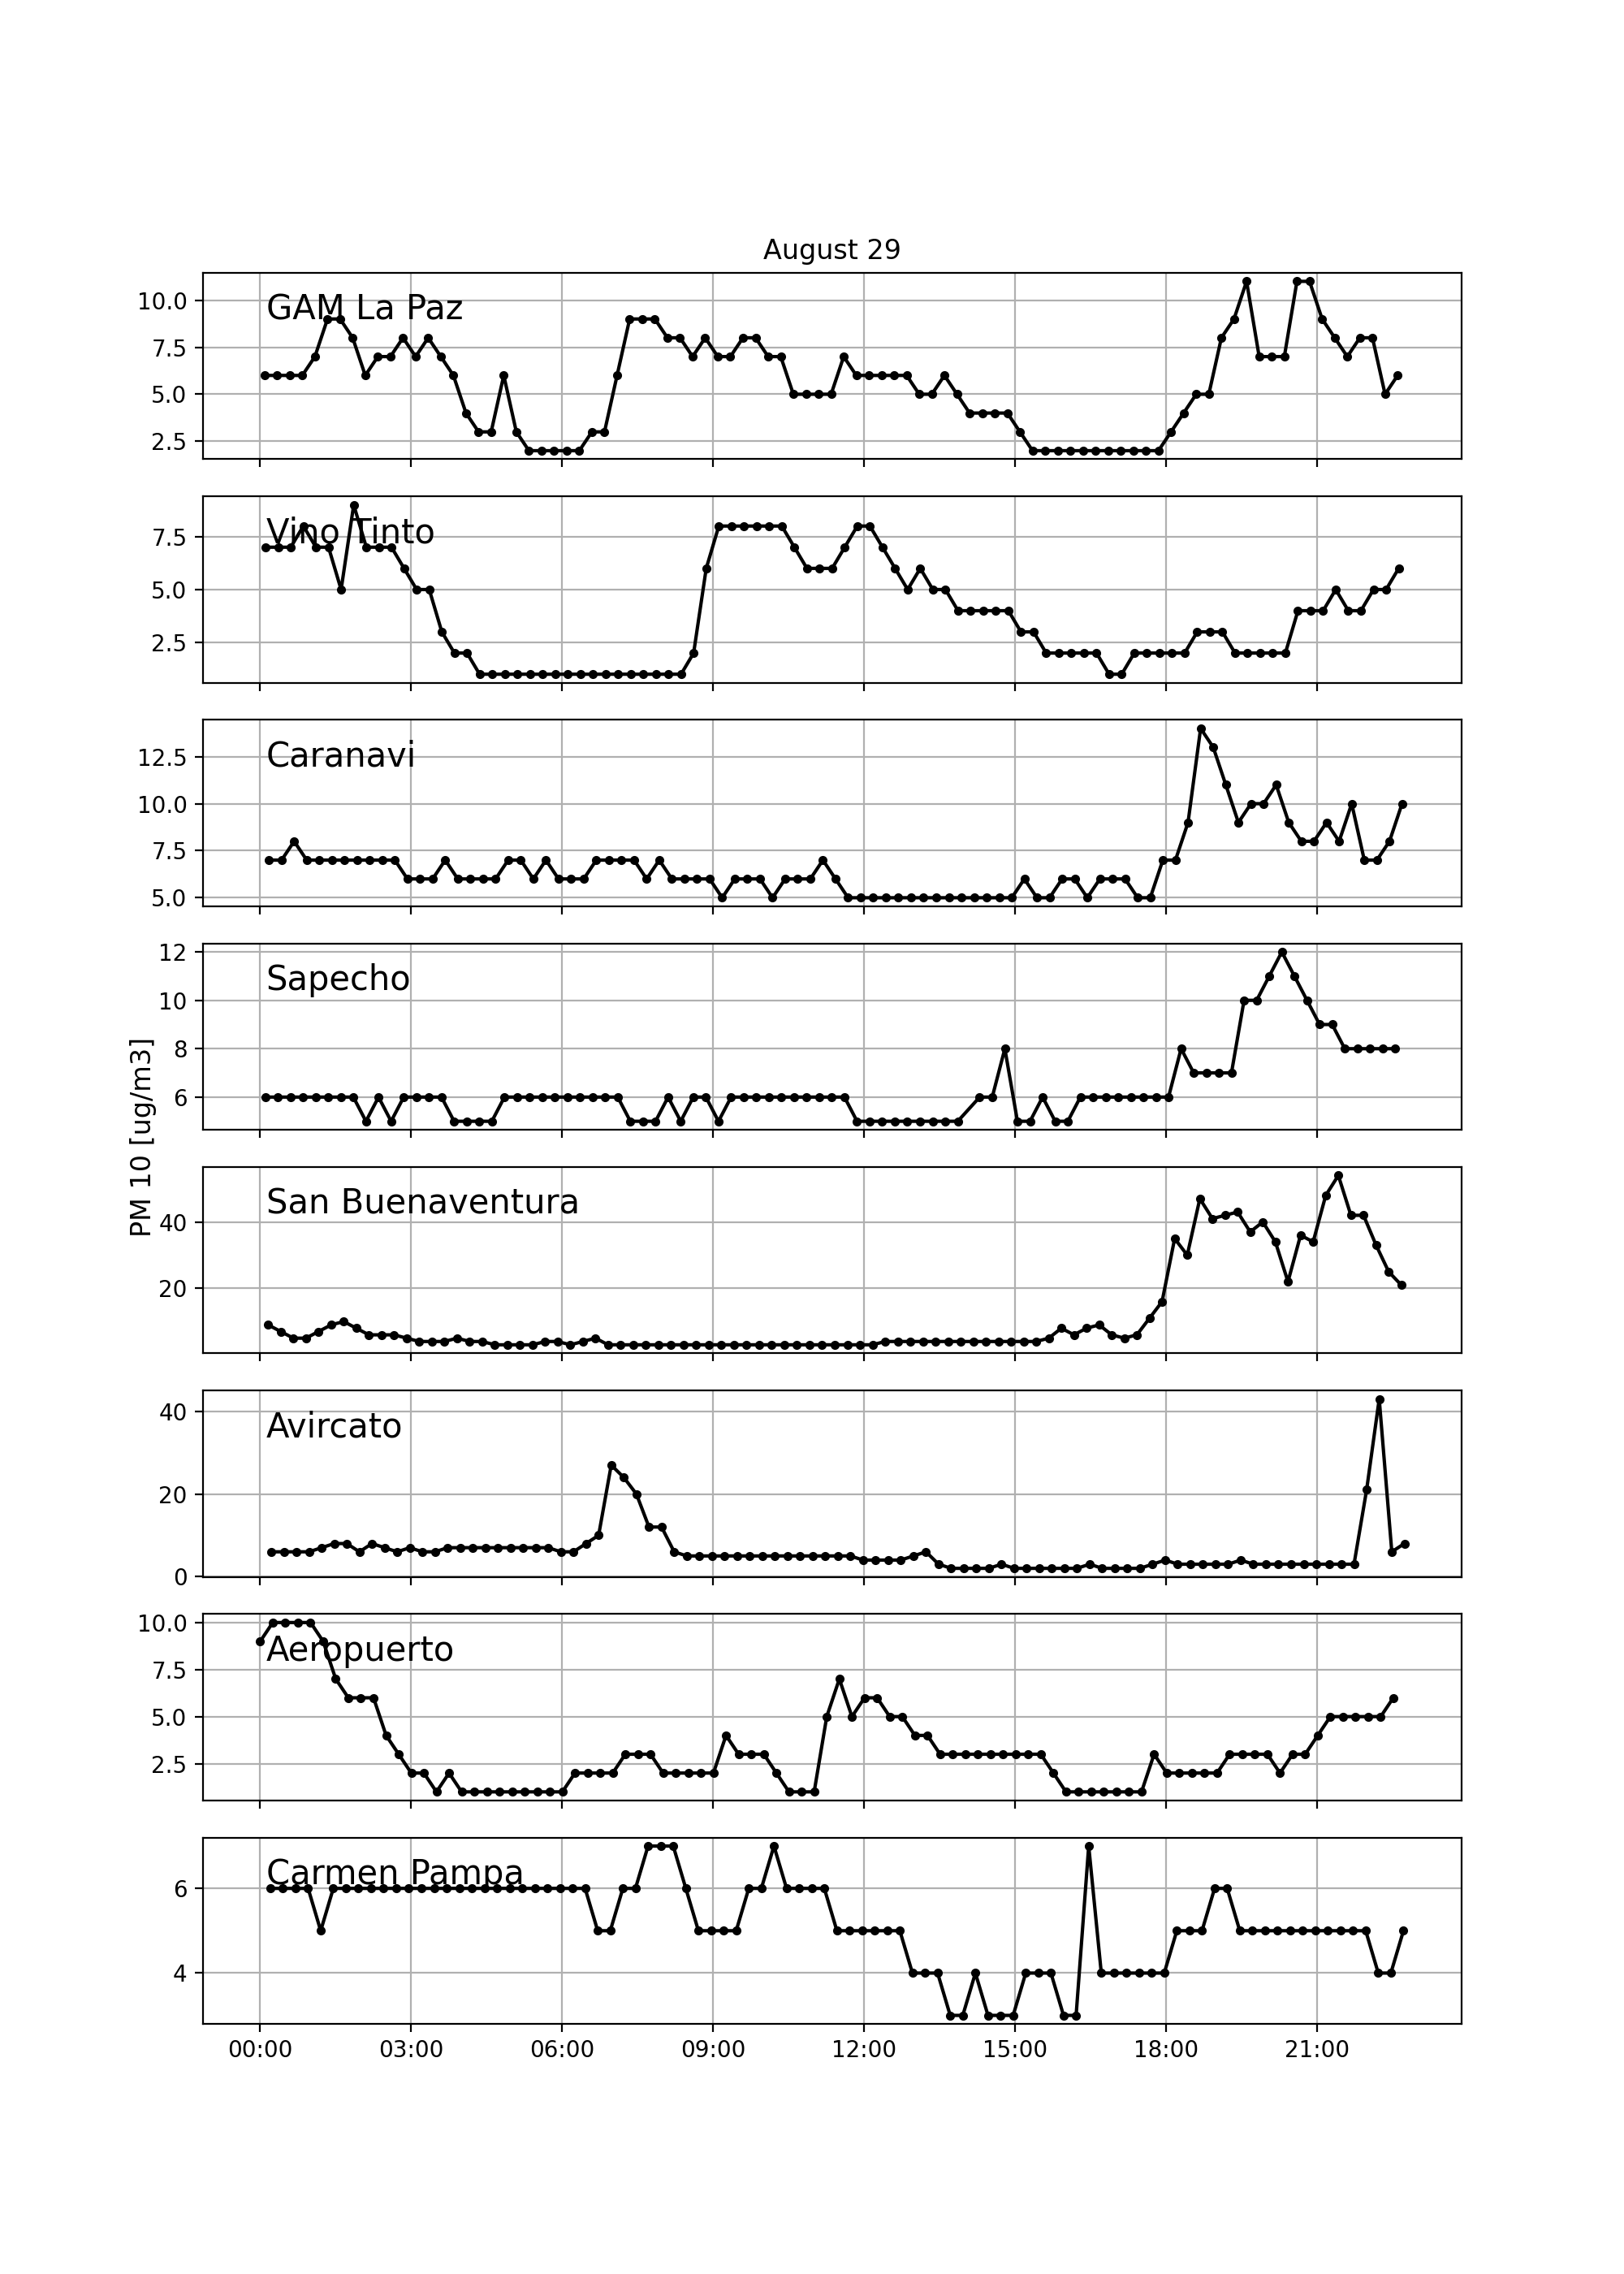 August 29
GAM La Paz
10.0
7.5
5.0
2.5
Vino Tinto
7.5
5.0
2.5
Caranavi
12.5
10.0
7.5
5.0
Sapecho
12
10
8
6
PM 10 [ug/m3]
San Buenaventura
40
20
Avircato
40
20
0
Aeropuerto
10.0
7.5
5.0
2.5
Carmen Pampa
6
4
00:00 03:00 06:00 09:00 12:00 15:00 18:00 21:00